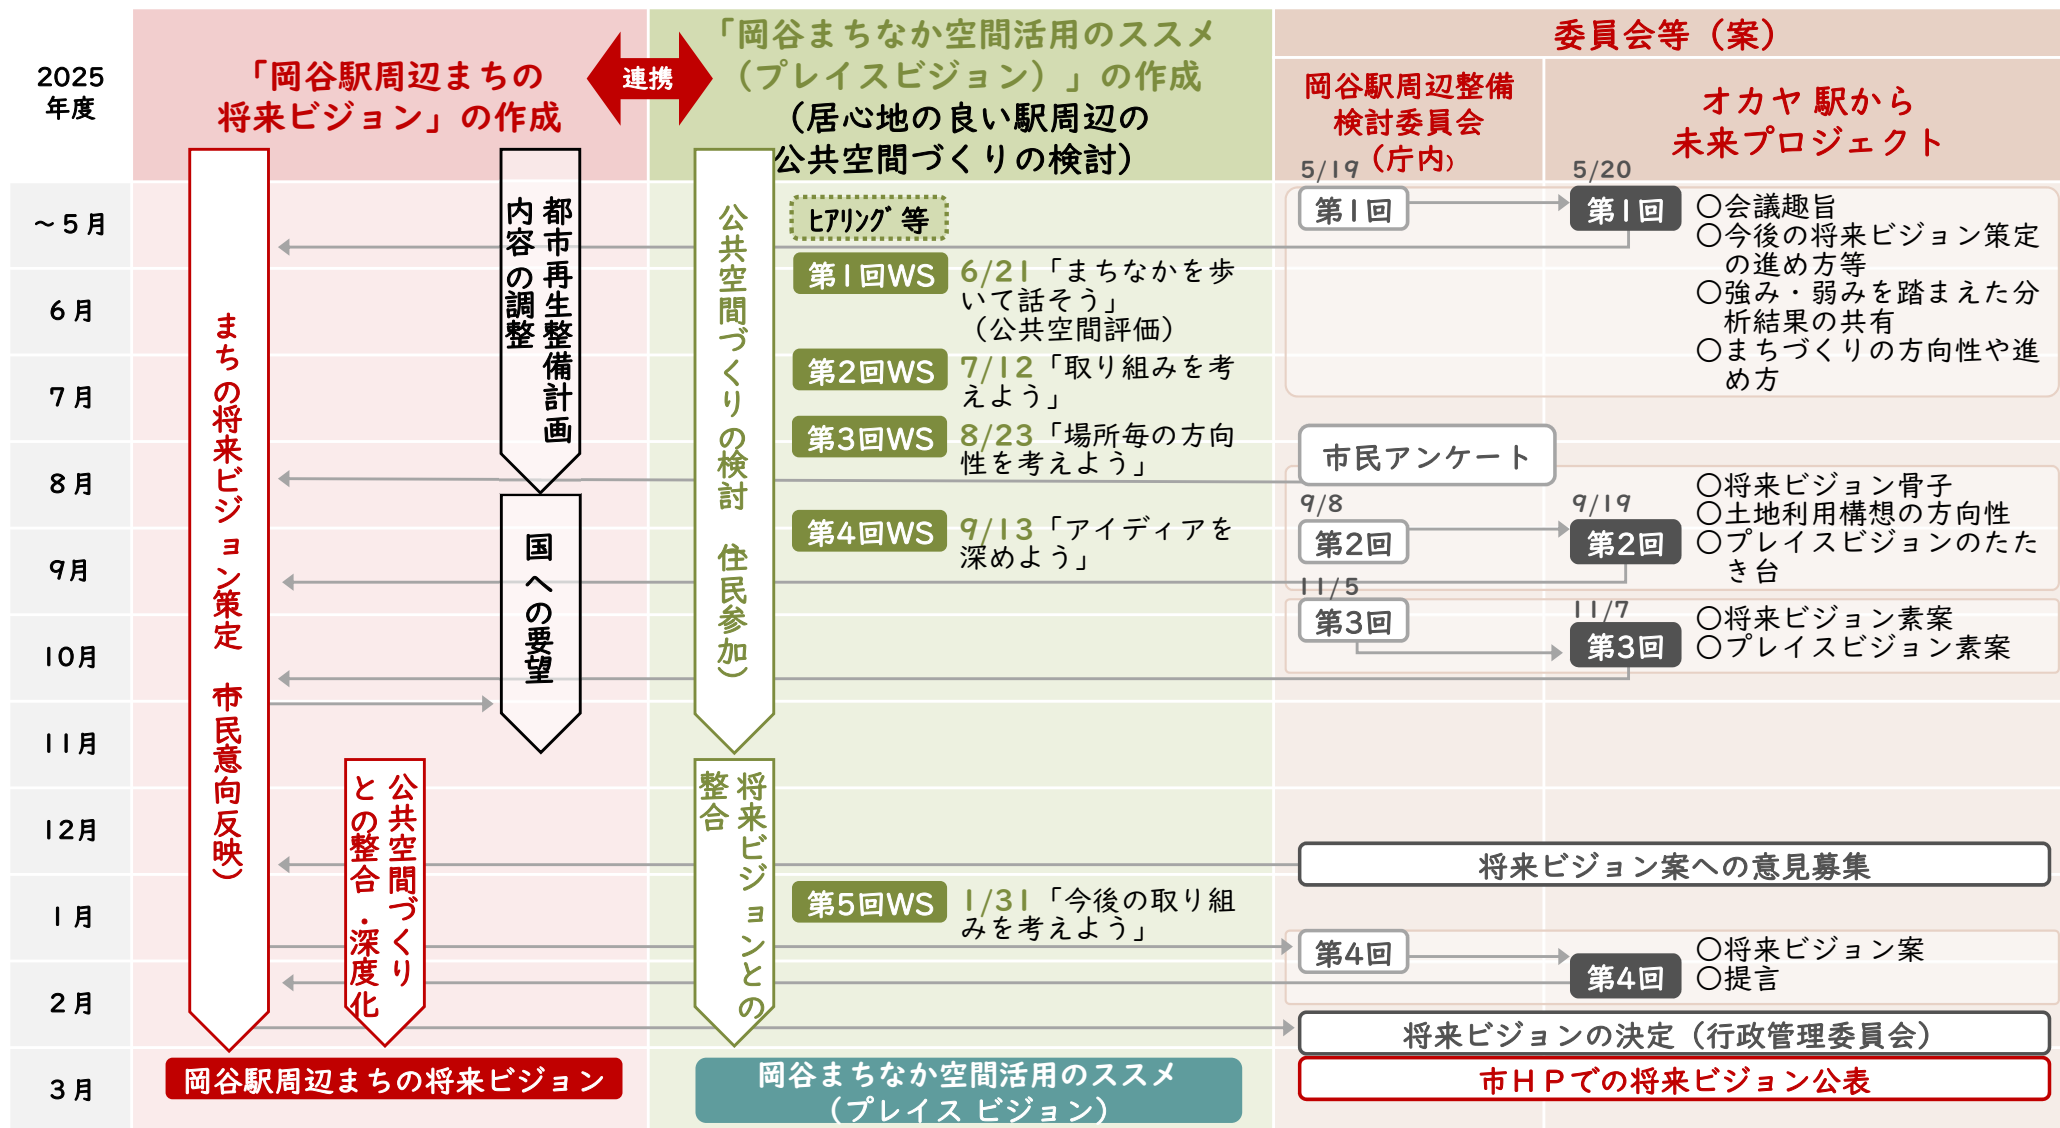 2025
年度
「岡谷駅周辺まちの
将来ビジョン」の作成
連携
「岡谷まちなか空間活用のススメ
（プレイスビジョン）」の作成
（居心地の良い駅周辺の
公共空間づくりの検討）
委員会等（案）
岡谷駅周辺整備
検討委員会
（庁内）
オカヤ 駅から
未来プロジェクト
～５月
６月
７月
８月
９月
10月
11月
12月
１月
２月
３月
まちの将来ビジョン策定　市民意向反映）
都市再生整備計画
内容の調整
国への要望
公共空間づくり
との整合・深度化
公共空間づくりの検討　住民参加）
将来ビジョンとの
整合
ﾋｱﾘﾝｸﾞ 等
第1回WS
6/21「まちなかを歩
いて話そう」
（公共空間評価）
第2回WS
7/12「取り組みを考
えよう」
第3回WS
8/23「場所毎の方向
性を考えよう」
第4回WS
9/13「アイディアを
深めよう」
第5回WS
1/31「今後の取り組
みを考えよう」
5/19
第1回
5/20
第1回
〇会議趣旨
〇今後の将来ビジョン策定
の進め方等
〇強み・弱みを踏まえた分
析結果の共有
〇まちづくりの方向性や進
め方
市民アンケート
9/8
第2回
9/19
第2回
〇将来ビジョン骨子
〇土地利用構想の方向性
〇プレイスビジョンのたた
き台
11/5
第3回
11/7
第3回
〇将来ビジョン素案
〇プレイスビジョン素案
将来ビジョン案への意見募集
第4回
第4回
〇将来ビジョン案
〇提言
将来ビジョンの決定（行政管理委員会）
市ＨＰでの将来ビジョン公表
岡谷駅周辺まちの将来ビジョン
岡谷まちなか空間活用のススメ
（プレイス ビジョン）